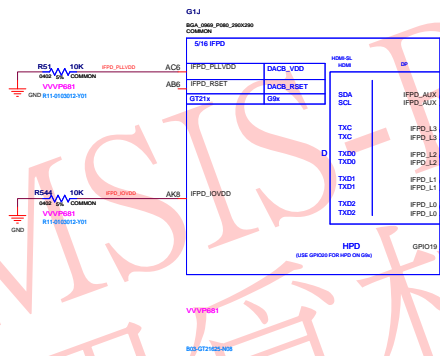 G1J
BGA_0969_P080_290X290
COMMON
5/16 IFPD
IFPD_PLLVDD
DACB_VDD
IFPD_RSET
DACB_RSET
GT21x
G9x
HDMI-SL
HDMI
DP
R51
10K
0402
5%
COMMON
IFPD_PLLVDD
AC6
AB6
VVVP681
GND
R11-0103012-Y01
SDA
SCL
IFPD_AUX
IFPD_AUX
TXC
TXC
IFPD_L3
IFPD_L3
D
TXD0
TXD0
IFPD_L2
IFPD_L2
TXD1
TXD1
IFPD_L1
IFPD_L1
TXD2
TXD2
IFPD_L0
IFPD_L0
R544
10K
0402
5%
COMMON
IFPD_IOVDD
AK8
IFPD_IOVDD
VVVP681
R11-0103012-Y01
GND
HPD
GPIO19
(USE GPIO20 FOR HPD ON G9x)
VVVP681
B03-GT21625-N08